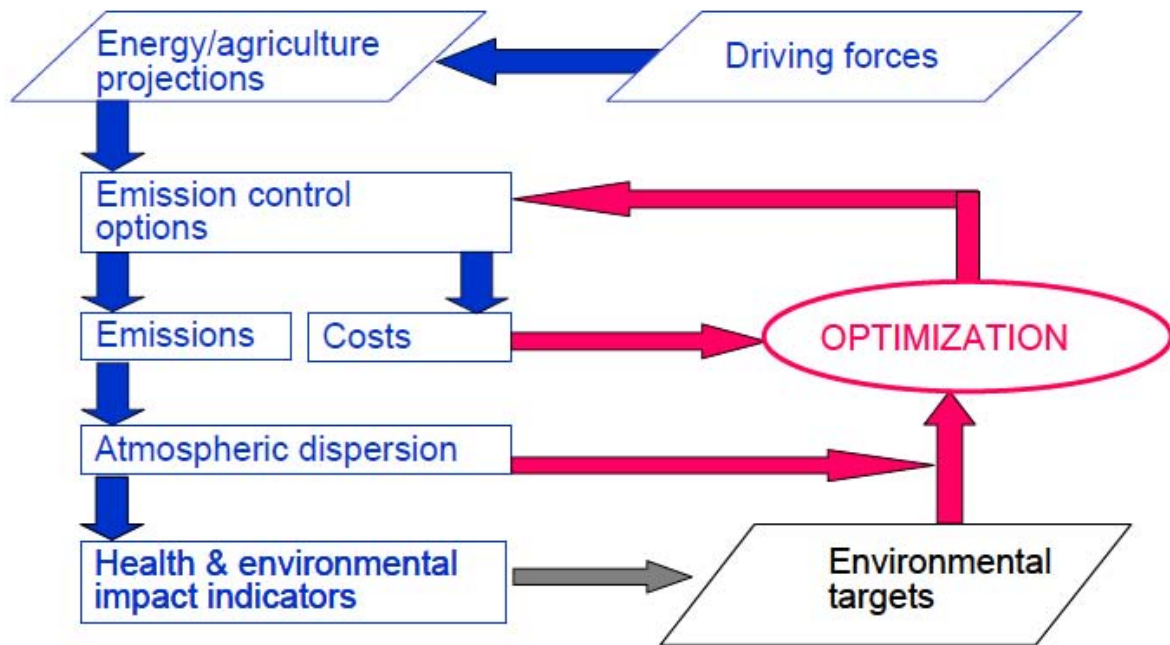 Energy/agriculture
projections
Driving forces
Emission control
options
Emissions
Costs
OPTIMIZATION
Atmospheric dispersion
Health & environmental
impact indicators
Environmental
targets